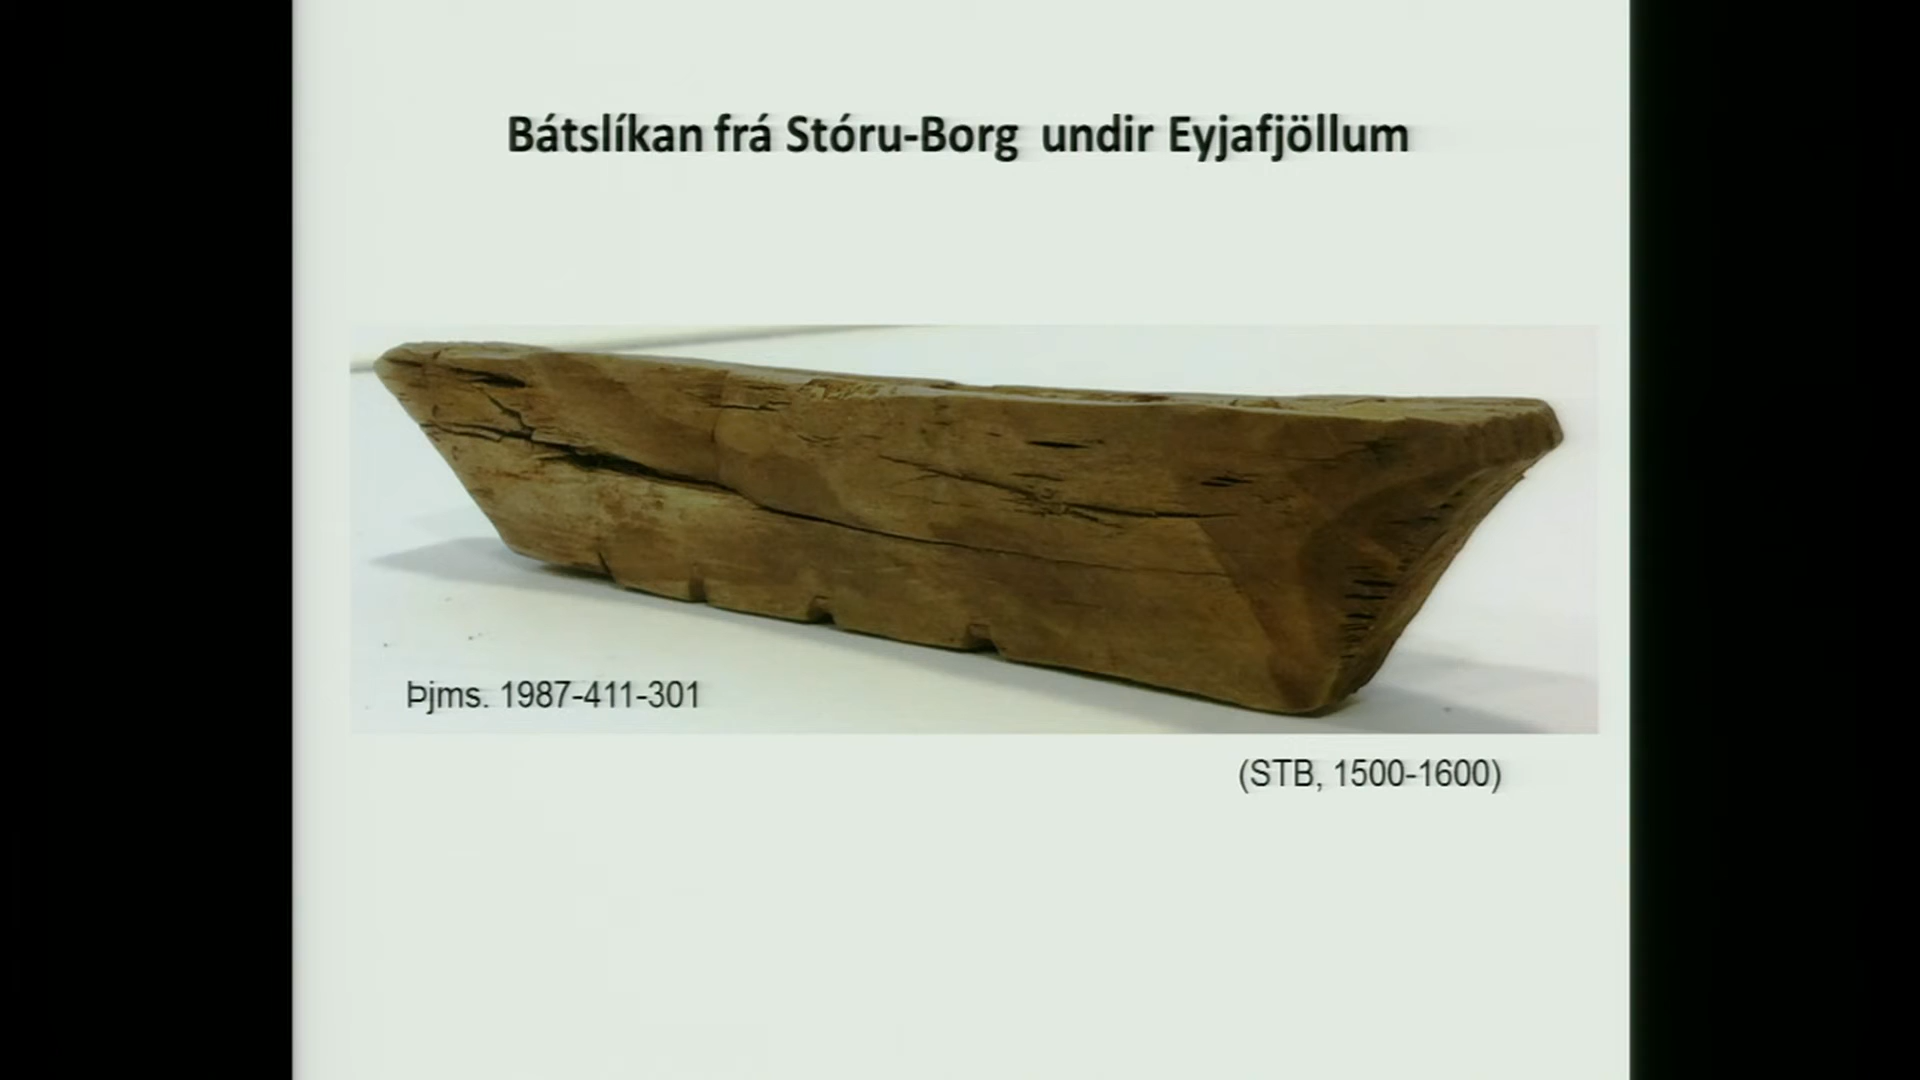 Bátslíkan frá Stóru-Borg undir Eyjafjöllum
Þjms. 1987-411-301
(STB, 1500-1600)